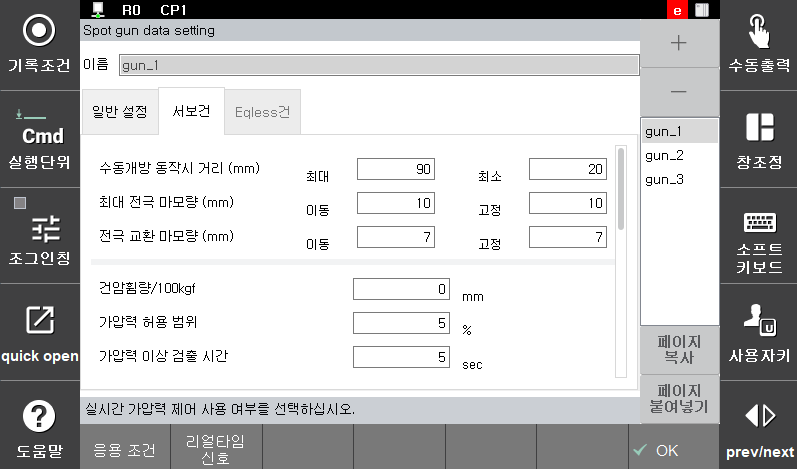 R0 CP1
e
Spot gun data setting
이름 gun_1
일반 설정 서보건 Eqless건
수동개방 동작시 거리 (mm) 최대 90 최소 20
최대 전극 마모량 (mm) 이동 10 고정 10
전극 교환 마모량 (mm) 이동 7 고정 7
건암휨량/100kgf 0 mm
가압력 허용 범위 5 %
가압력 이상 검출 시간 5 sec
실시간 가압력 제어 사용 여부를 선택하십시오.
gun_1
gun_2
gun_3
페이지
복사
페이지
붙여넣기
응용 조건
리얼타임
신호
OK
기록조건
Cmd
실행단위
조그인칭
quick open
도움말
수동출력
창조정
소프트
키보드
U
사용자키
prev/next